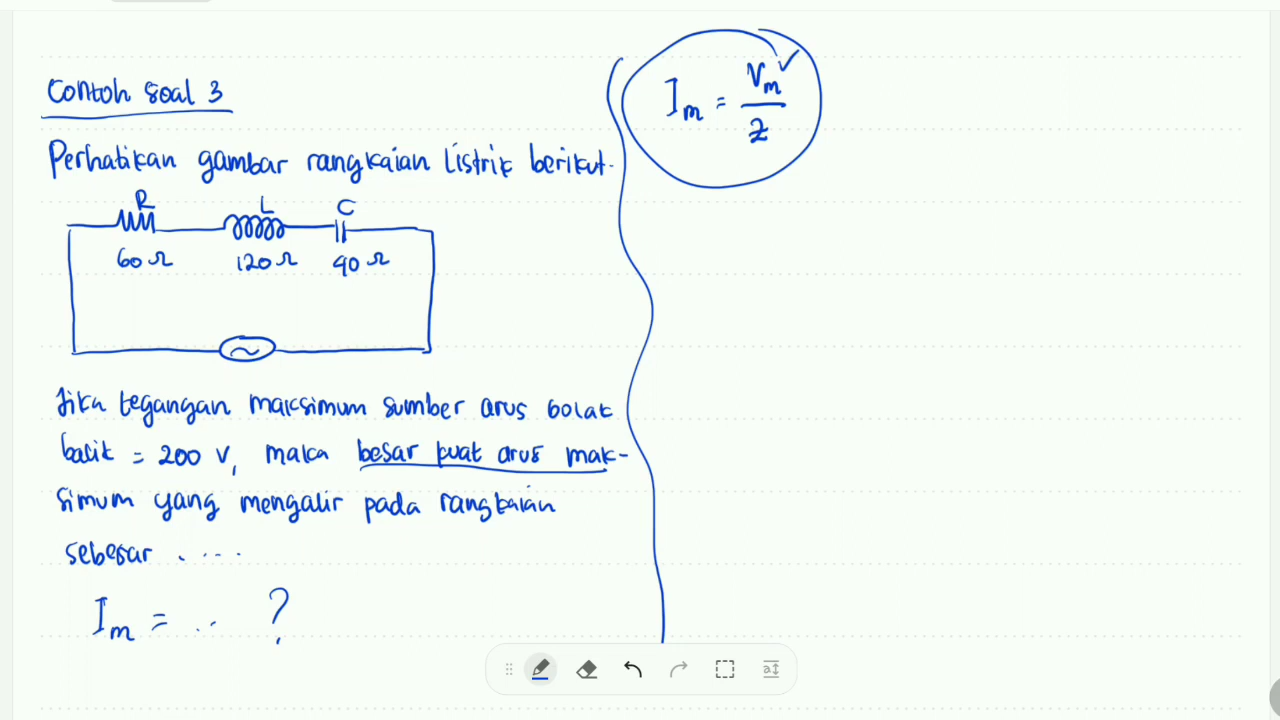 Contoh soal 3
Perhatikan gambar rangkaian listrik berikut.
R L C
60 Ω 120 Ω 40 Ω
Jika tegangan maksimum sumber arus bolak
balik = 200 V, maka besar kuat arus mak-
simum yang mengalir pada rangkaian
sebesar ....
Im = .. ?
Im = Vm ✓
Z